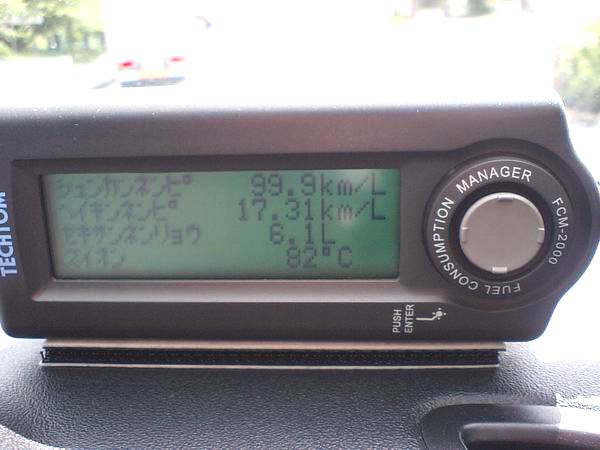 シュンカンネンピ 99.9km/L
ヘイキンネンピ 17.31km/L
セキサンネンリョウ 6.1L
スイオン 82°C
TECHTOM
FUEL CONSUMPTION MANAGER FCM-2000
PUSH
ENTER